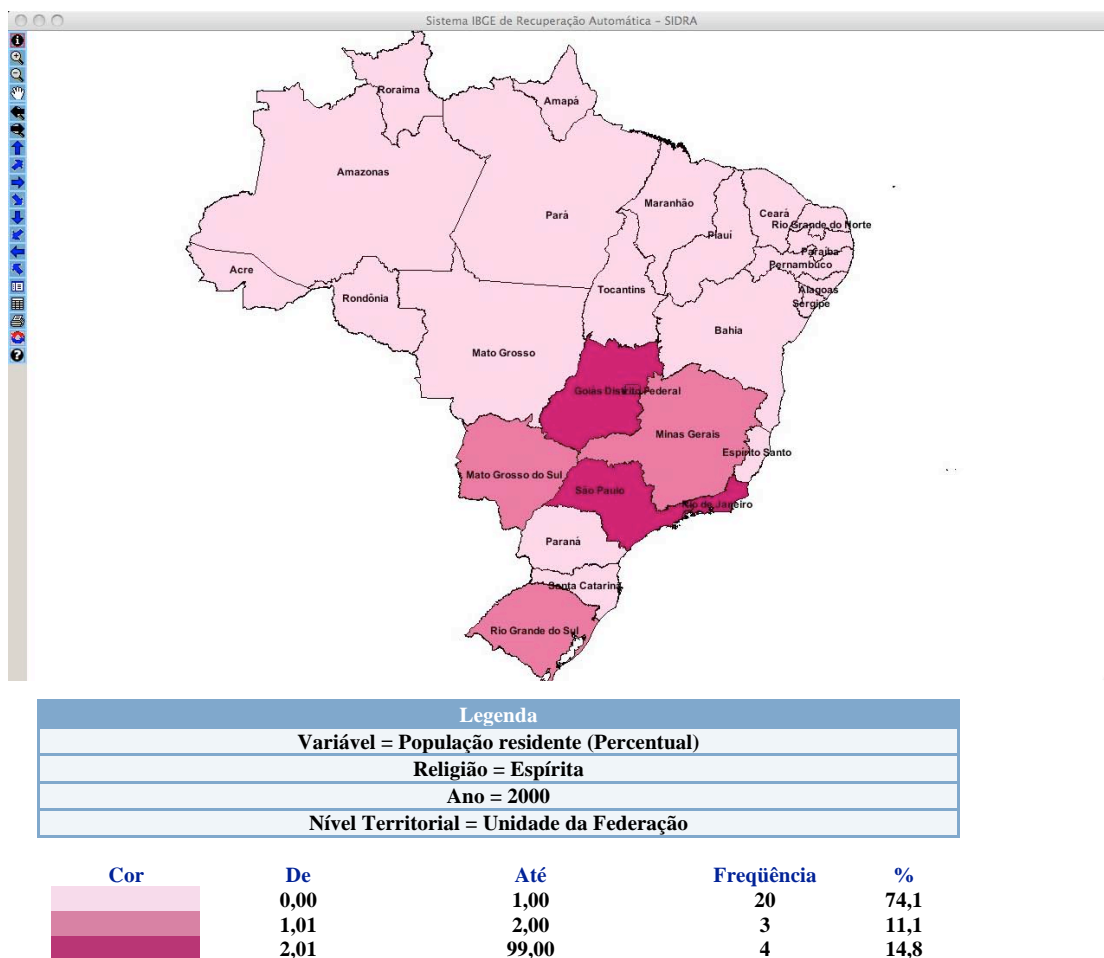 Sistema IBGE de Recuperação Automática – SIDRA
Roraima
Amapá
Amazonas
Pará
Maranhão
Ceará
Rio Grande do Norte
Piauí
Paraíba
Pernambuco
Acre
Rondônia
Tocantins
Alagoas
Sergipe
Bahia
Mato Grosso
Goiás Distrito Federal
Minas Gerais
Espírito Santo
Mato Grosso do Sul
São Paulo
Rio de Janeiro
Paraná
Santa Catarina
Rio Grande do Sul
Legenda
Variável = População residente (Percentual)
Religião = Espírita
Ano = 2000
Nível Territorial = Unidade da Federação
Cor De Até Freqüência %
0,00 1,00 20 74,1
1,01 2,00 3 11,1
2,01 99,00 4 14,8